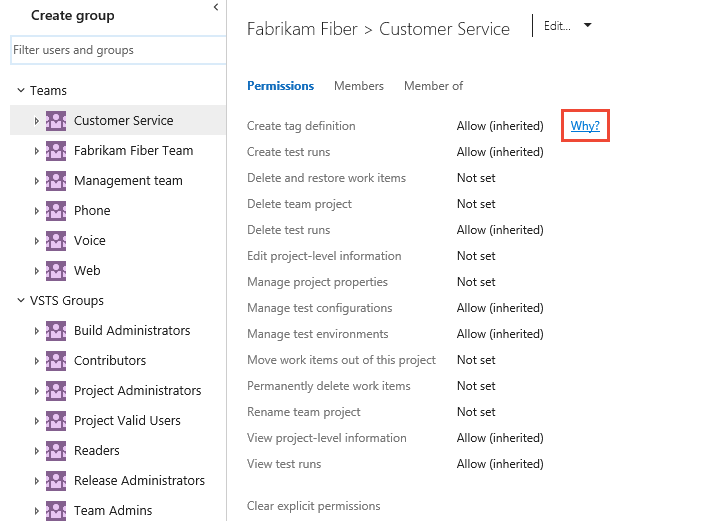 Create group
Filter users and groups
Teams
Customer Service
Fabrikam Fiber Team
Management team
Phone
Voice
Web
VSTS Groups
Build Administrators
Contributors
Project Administrators
Project Valid Users
Readers
Release Administrators
Team Admins
Fabrikam Fiber > Customer Service
Edit...
Permissions Members Member of
Create tag definition Allow (inherited) Why?
Create test runs Allow (inherited)
Delete and restore work items Not set
Delete team project Not set
Delete test runs Allow (inherited)
Edit project-level information Not set
Manage project properties Not set
Manage test configurations Allow (inherited)
Manage test environments Allow (inherited)
Move work items out of this project Not set
Permanently delete work items Not set
Rename team project Not set
View project-level information Allow (inherited)
View test runs Allow (inherited)
Clear explicit permissions